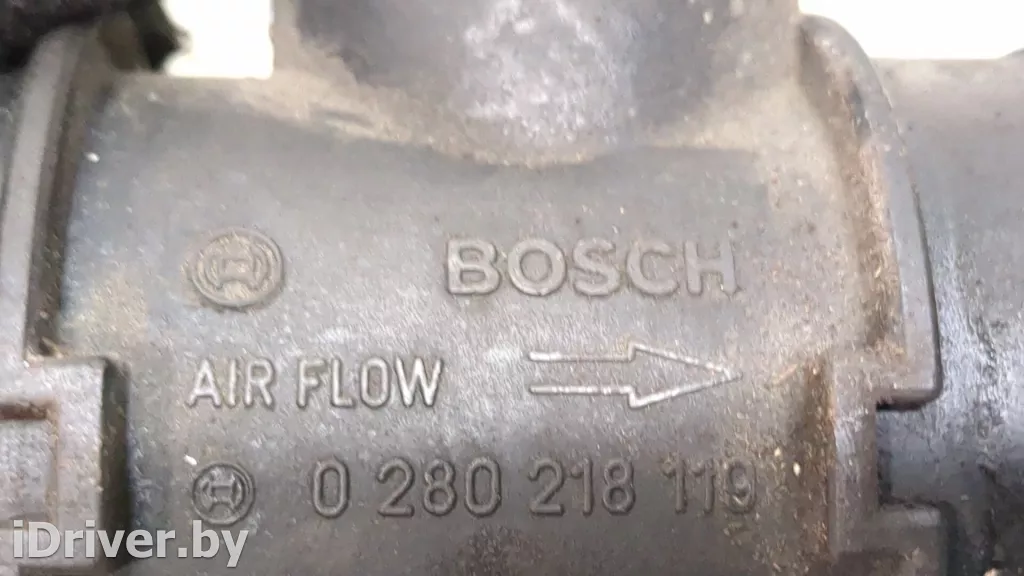 BOSCH
AIR FLOW
0 280 218 119
iDriver.by